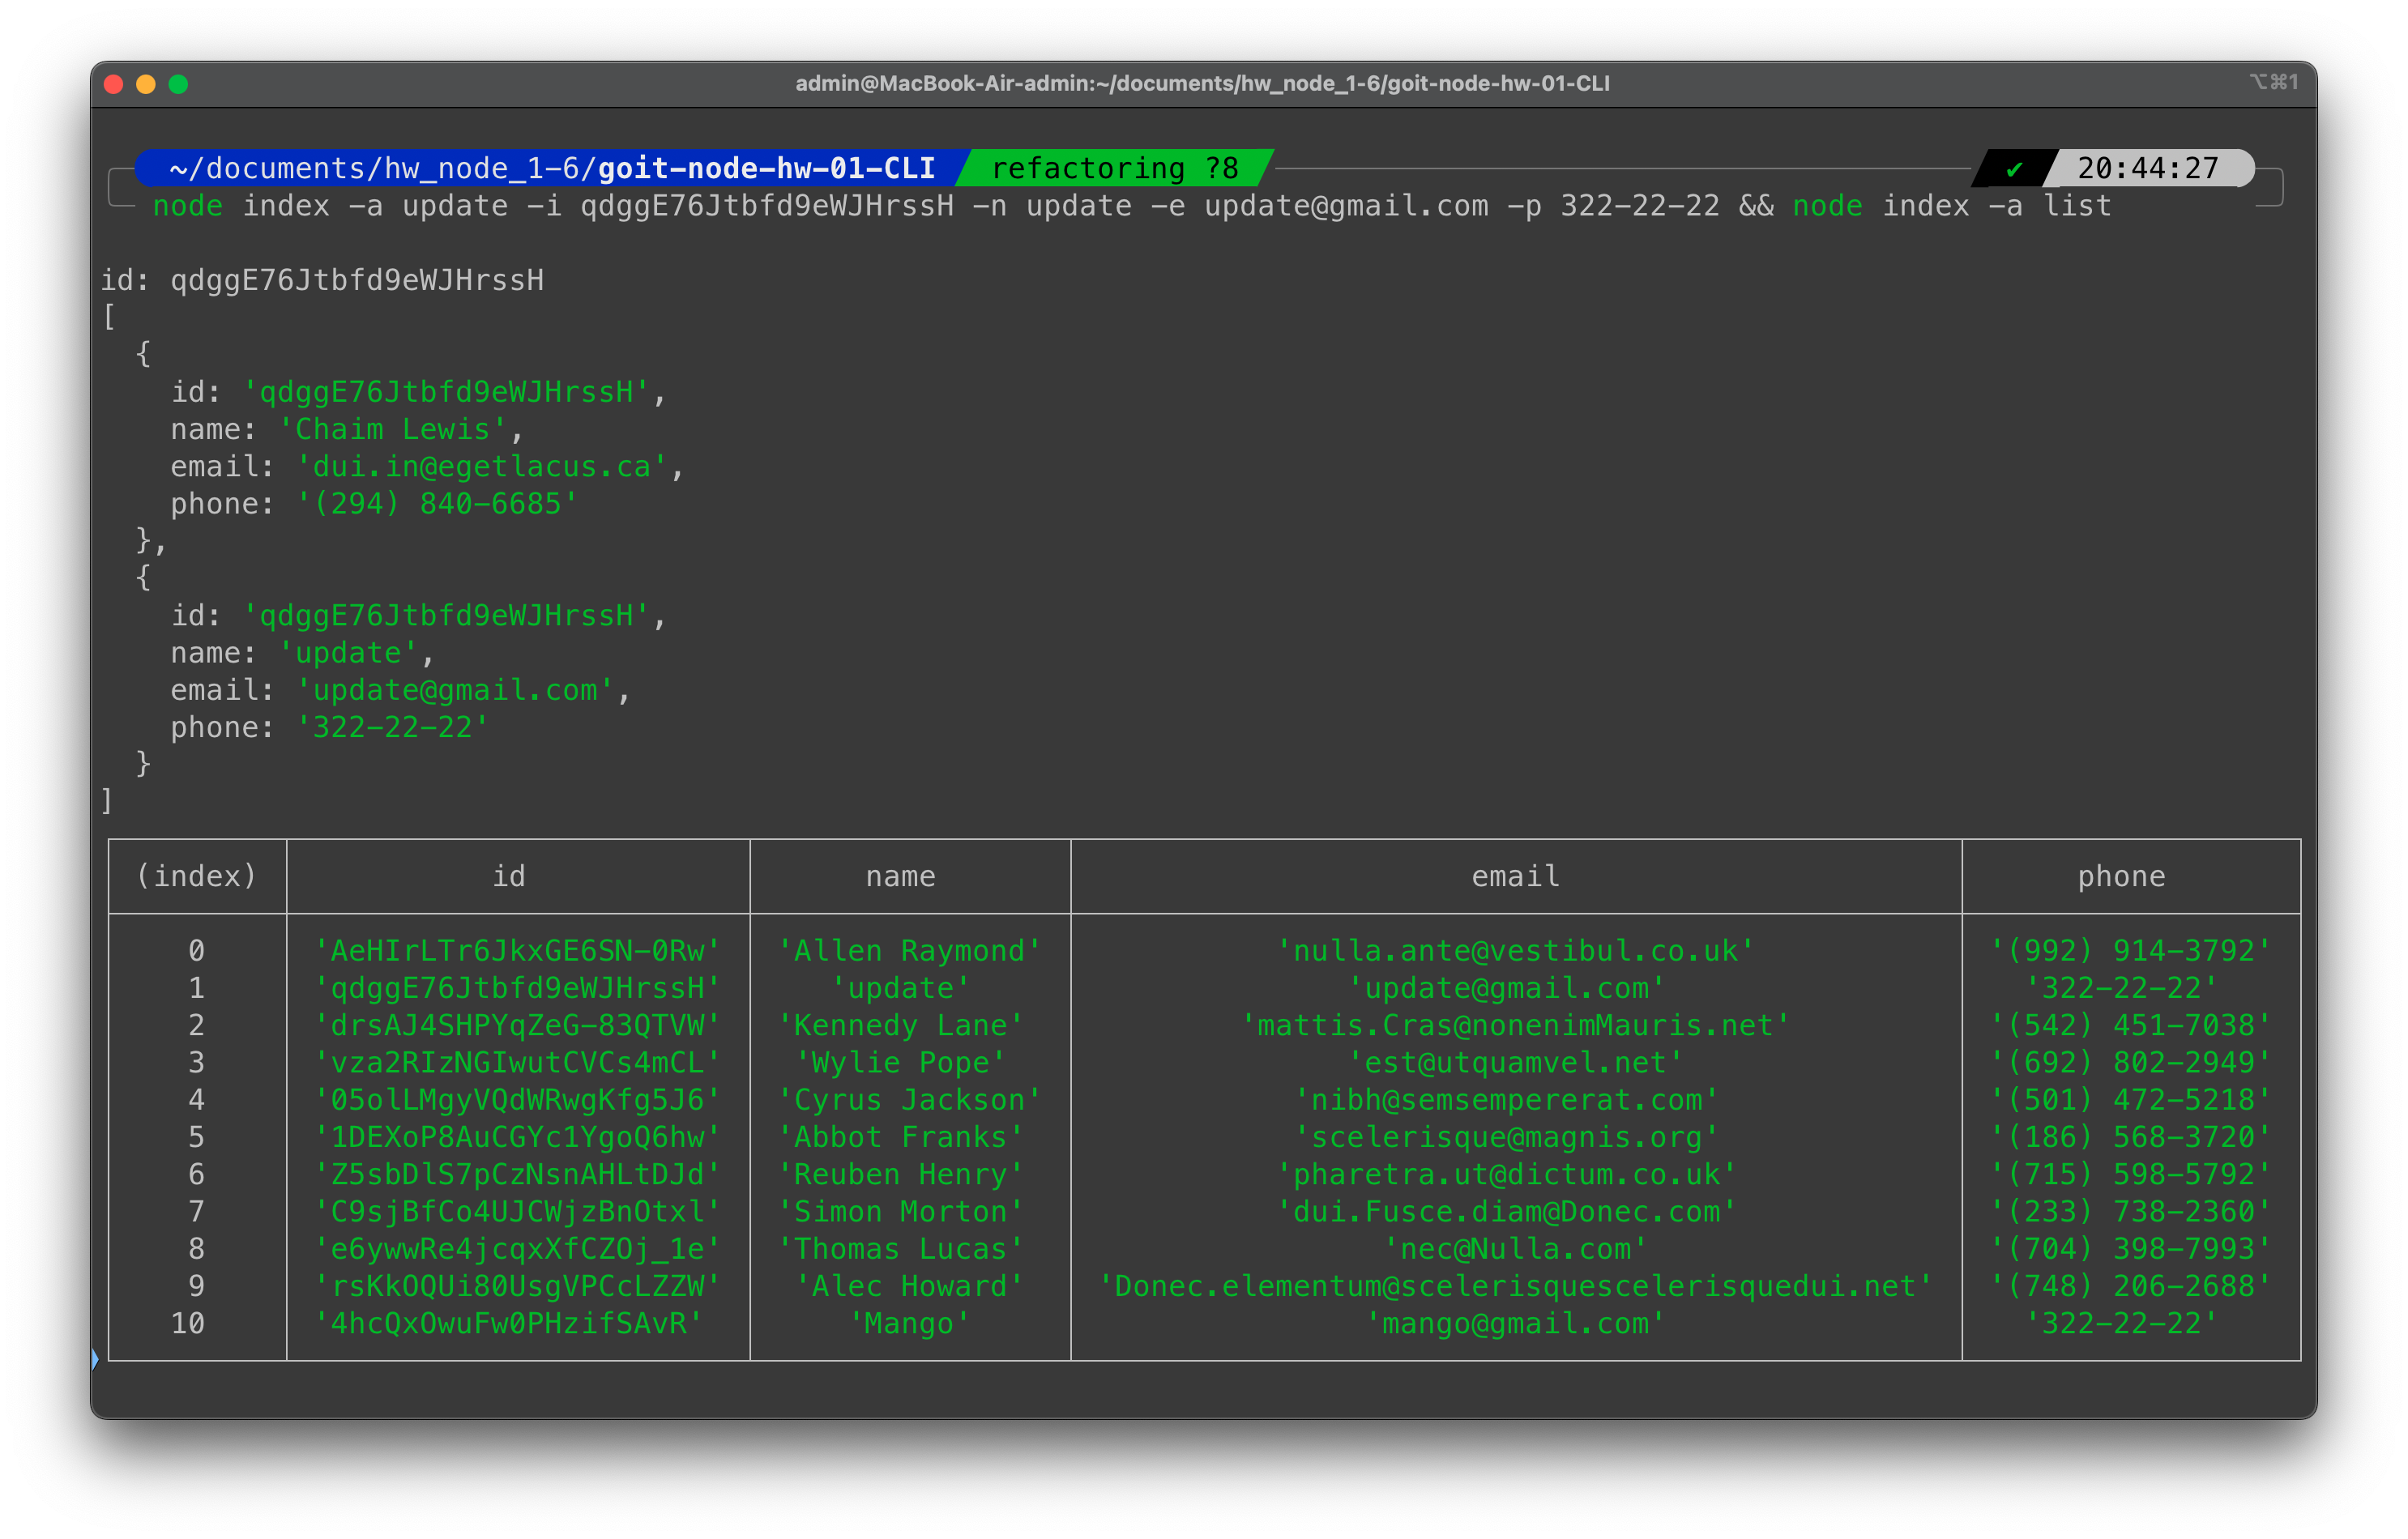 admin@MacBook-Air-admin:~/documents/hw_node_1-6/goit-node-hw-01-CLI ⌥⌘1
~/documents/hw_node_1-6/goit-node-hw-01-CLI refactoring ?8 ✔ 20:44:27
node index -a update -i qdggE76Jtbfd9eWJHrssH -n update -e update@gmail.com -p 322-22-22 && node index -a list
id: qdggE76Jtbfd9eWJHrssH
[
  {
    id: 'qdggE76Jtbfd9eWJHrssH',
    name: 'Chaim Lewis',
    email: 'dui.in@egetlacus.ca',
    phone: '(294) 840-6685'
  },
  {
    id: 'qdggE76Jtbfd9eWJHrssH',
    name: 'update',
    email: 'update@gmail.com',
    phone: '322-22-22'
  }
]
(index) id name email phone
0 'AeHIrLTr6JkxGE6SN-0Rw' 'Allen Raymond' 'nulla.ante@vestibul.co.uk' '(992) 914-3792'
1 'qdggE76Jtbfd9eWJHrssH' 'update' 'update@gmail.com' '322-22-22'
2 'drsAJ4SHPYqZeG-83QTVW' 'Kennedy Lane' 'mattis.Cras@nonenimMauris.net' '(542) 451-7038'
3 'vza2RIzNGIwutCVCs4mCL' 'Wylie Pope' 'est@utquamvel.net' '(692) 802-2949'
4 '05olLMgyVQdWRwgKfg5J6' 'Cyrus Jackson' 'nibh@semsempererat.com' '(501) 472-5218'
5 '1DEXoP8AuCGYc1YgoQ6hw' 'Abbot Franks' 'scelerisque@magnis.org' '(186) 568-3720'
6 'Z5sbDlS7pCzNsnAHLtDJd' 'Reuben Henry' 'pharetra.ut@dictum.co.uk' '(715) 598-5792'
7 'C9sjBfCo4UJCWjzBnOtxl' 'Simon Morton' 'dui.Fusce.diam@Donec.com' '(233) 738-2360'
8 'e6ywwRe4jcqxXfCZOj_1e' 'Thomas Lucas' 'nec@Nulla.com' '(704) 398-7993'
9 'rsKkOQUi80UsgVPCcLZZW' 'Alec Howard' 'Donec.elementum@scelerisquescelerisquedui.net' '(748) 206-2688'
10 '4hcQxOwuFw0PHzifSAvR' 'Mango' 'mango@gmail.com' '322-22-22'